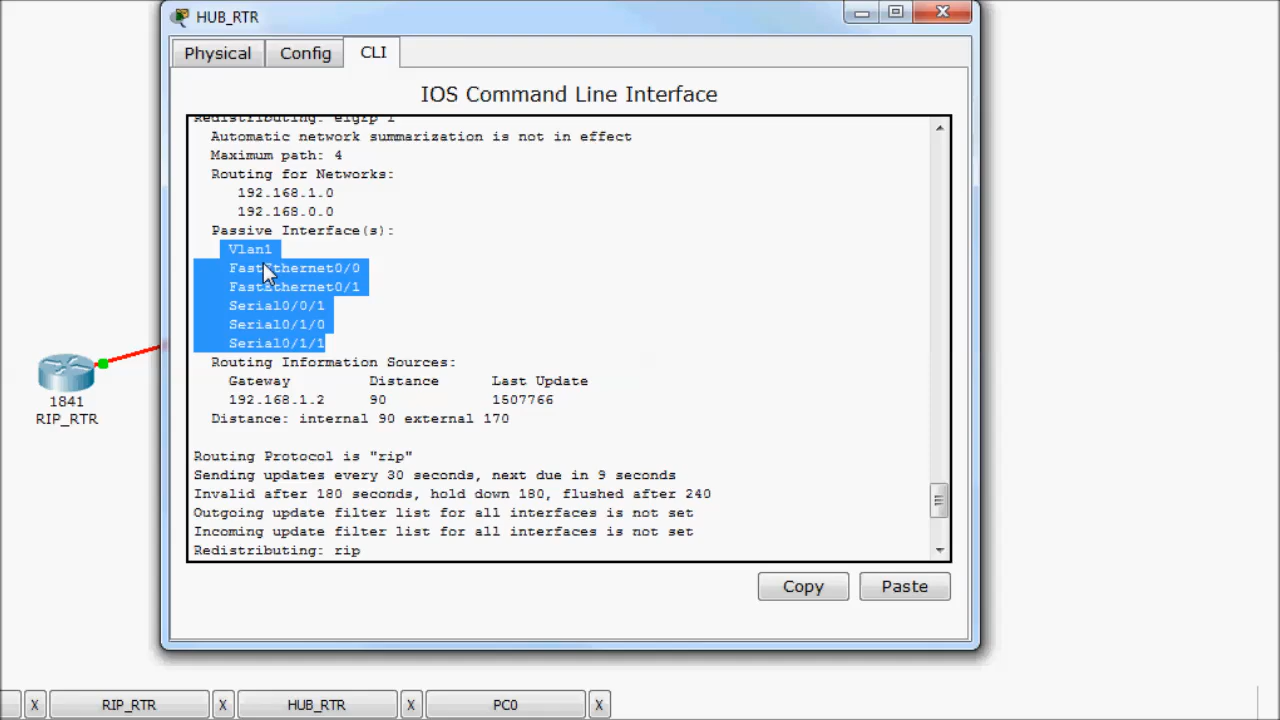 HUB_RTR
Physical
Config
CLI
IOS Command Line Interface
Redistributing: eigrp 1
Automatic network summarization is not in effect
Maximum path: 4
Routing for Networks:
192.168.1.0
192.168.0.0
Passive Interface(s):
Vlan1
FastEthernet0/0
FastEthernet0/1
Serial0/0/1
Serial0/1/0
Serial0/1/1
Routing Information Sources:
Gateway Distance Last Update
192.168.1.2 90 1507766
Distance: internal 90 external 170
Routing Protocol is "rip"
Sending updates every 30 seconds, next due in 9 seconds
Invalid after 180 seconds, hold down 180, flushed after 240
Outgoing update filter list for all interfaces is not set
Incoming update filter list for all interfaces is not set
Redistributing: rip
Copy
Paste
1841
RIP_RTR
X
RIP_RTR
X
HUB_RTR
X
PC0
X